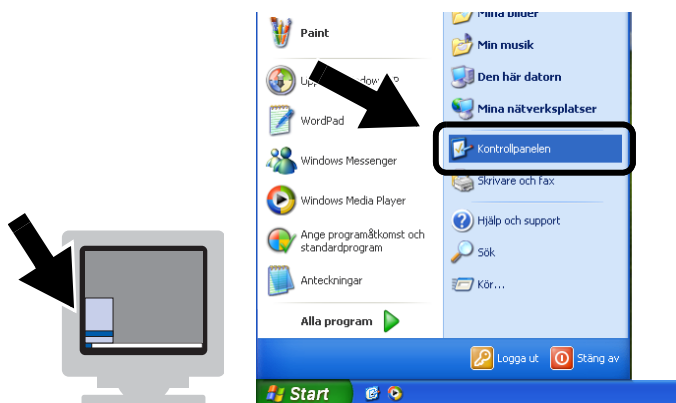 Paint
WordPad
Windows Messenger
Windows Media Player
Ange programåtkomst och
standardprogram
Anteckningar
Alla program
Mina bilder
Min musik
Den här datorn
Mina nätverksplatser
Kontrollpanelen
Skrivare och fax
Hjälp och support
Sök
Kör...
Logga ut
Stäng av
Start